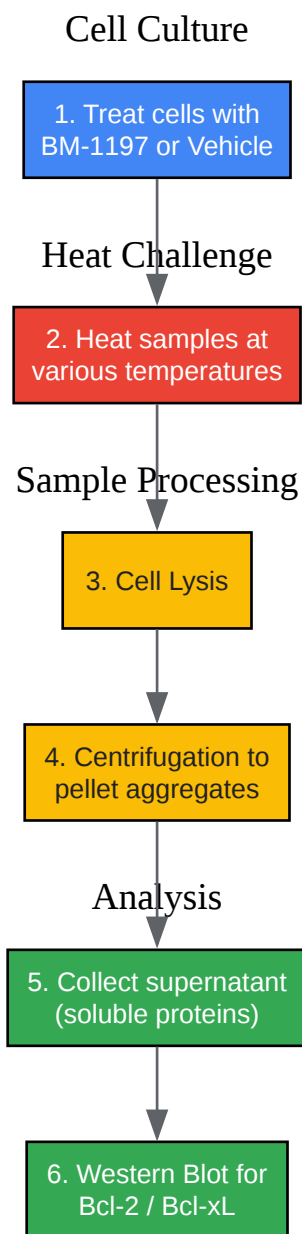 Cell Culture
1. Treat cells with
BM-1197 or Vehicle
Heat Challenge
2. Heat samples at
various temperatures
Sample Processing
3. Cell Lysis
4. Centrifugation to
pellet aggregates
Analysis
5. Collect supernatant
(soluble proteins)
6. Western Blot for
Bcl-2 / Bcl-xL